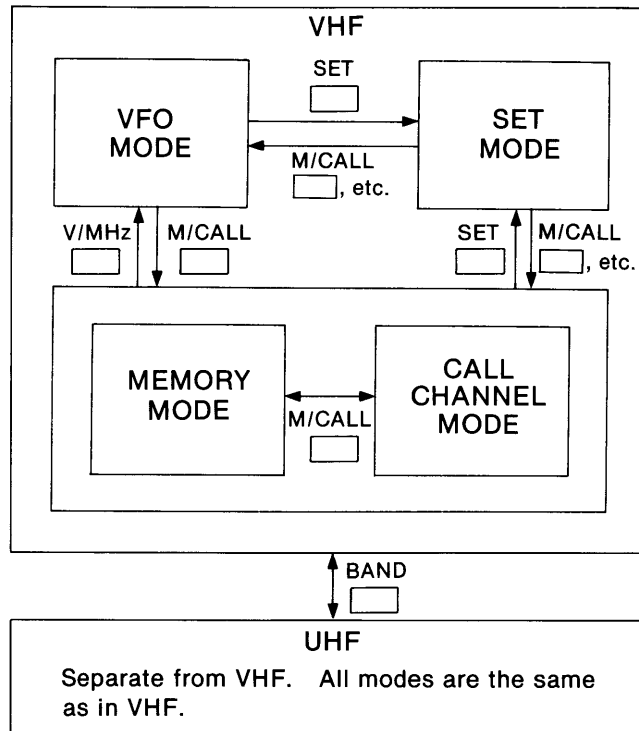 VHF
VFO
MODE
SET
SET
MODE
M/CALL
, etc.
V/MHz
M/CALL
SET
M/CALL
, etc.
MEMORY
MODE
M/CALL
CALL
CHANNEL
MODE
BAND
UHF
Separate from VHF. All modes are the same
as in VHF.